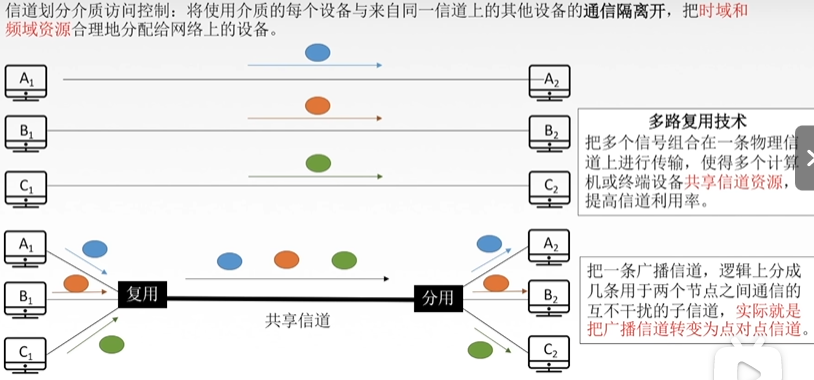 信道划分介质访问控制：将使用介质的每个设备与来自同一信道上的其他设备的通信隔离开，把时域和
频域资源合理地分配给网络上的设备。
A1
A2
B1
B2
C1
C2
多路复用技术
把多个信号组合在一条物理信
道上进行传输，使得多个计算
机或终端设备共享信道资源，
提高信道利用率。
A1
A2
B1
复用
分用
B2
共享信道
C1
C2
把一条广播信道，逻辑上分成
几条用于两个节点之间通信的
互不干扰的子信道，实际就是
把广播信道转变为点对点信道。